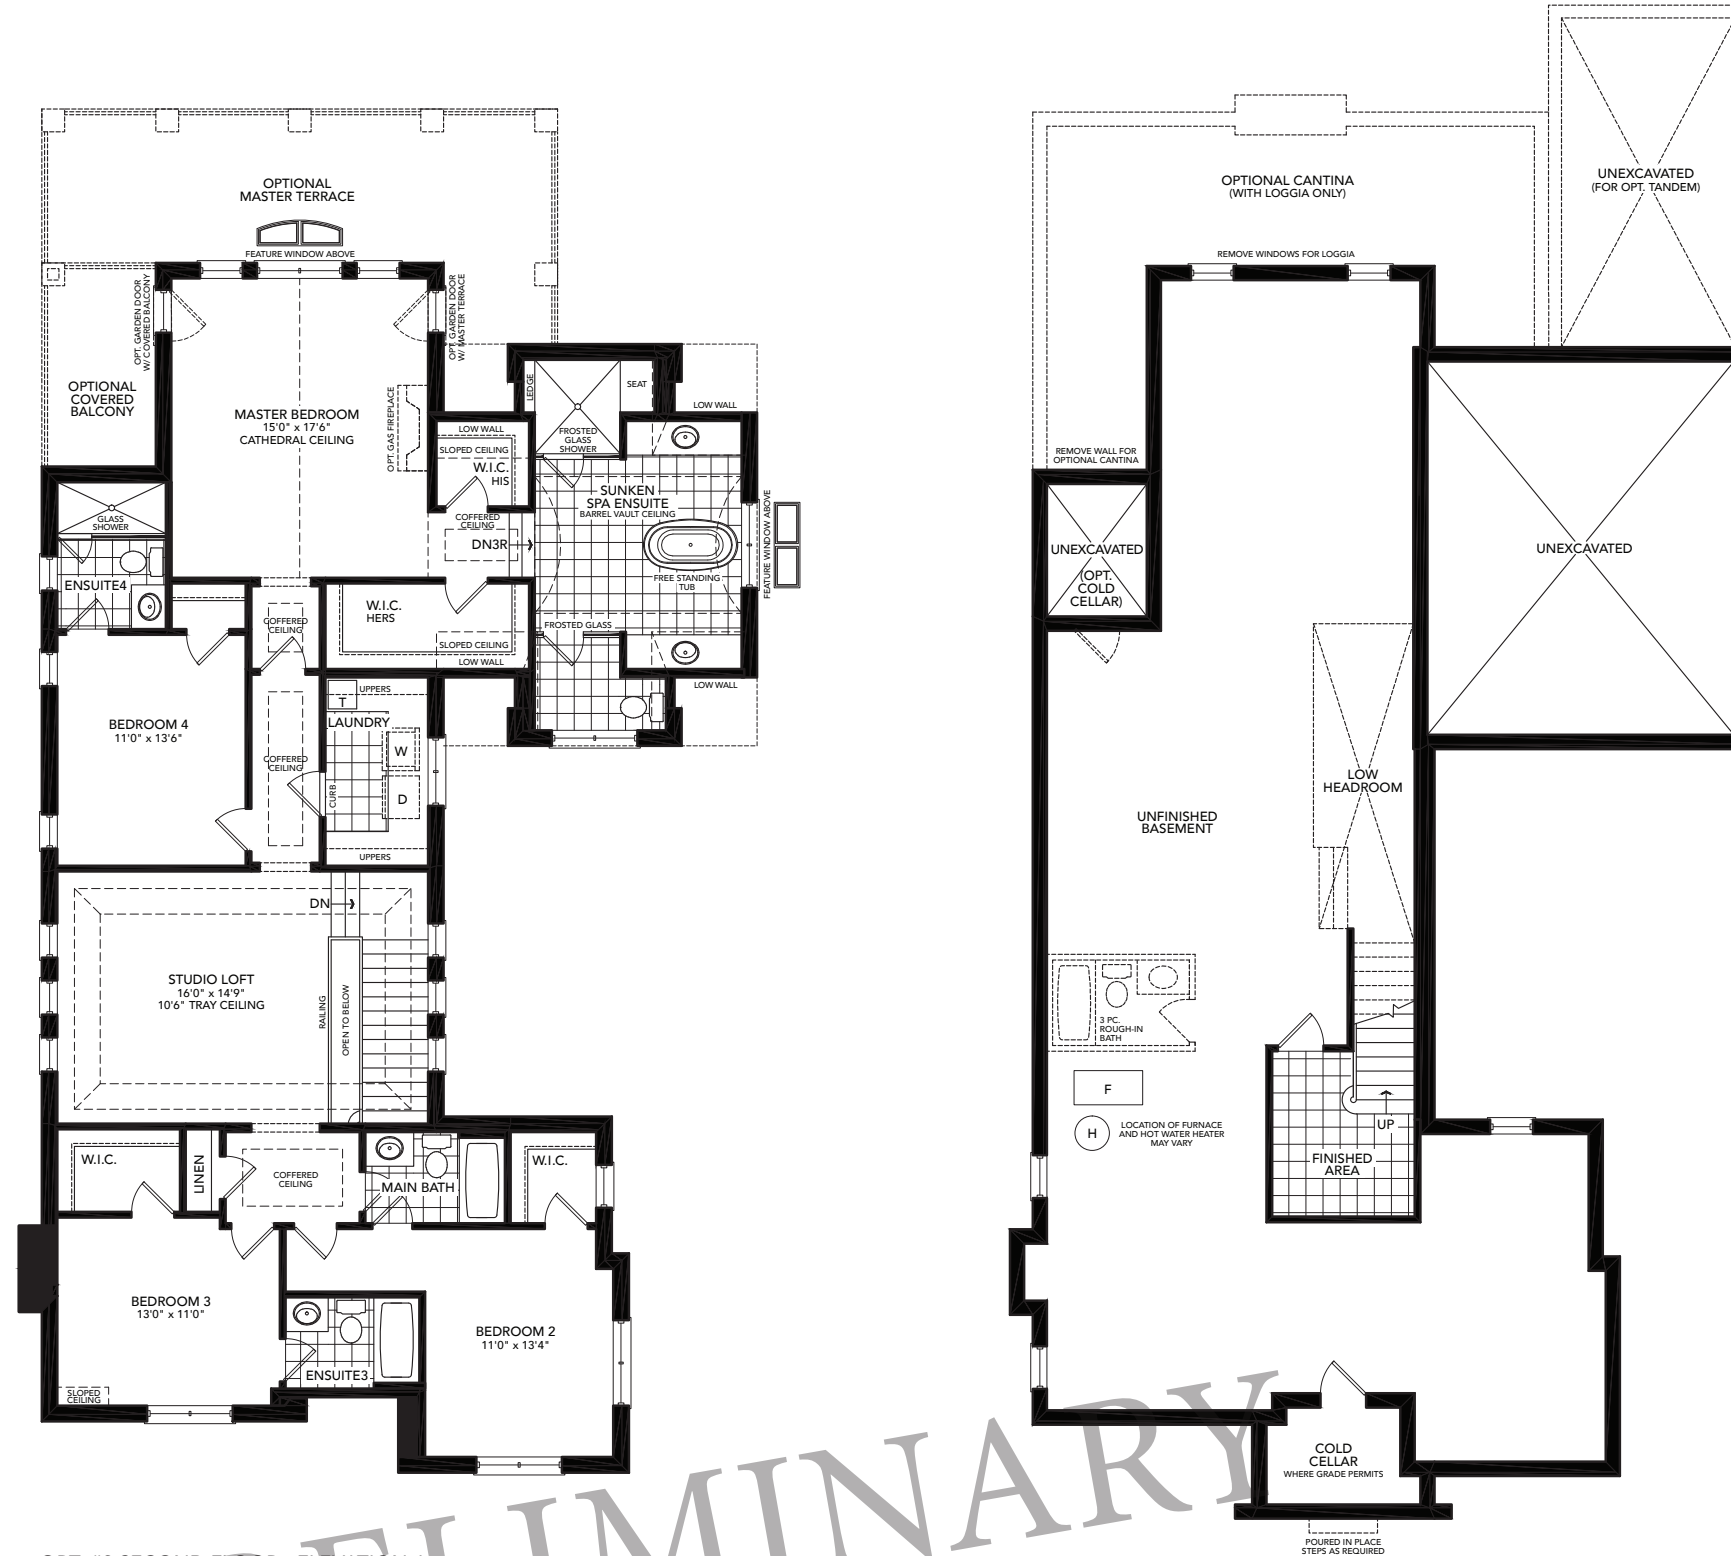 OPTIONAL
MASTER TERRACE
FEATURE WINDOW ABOVE
OPT. GARDEN DOOR
W/ COVERED BALCONY
OPT. GARDEN DOOR
W/ MASTER TERRACE
OPTIONAL
COVERED
BALCONY
MASTER BEDROOM
15'0" x 17'6"
CATHEDRAL CEILING
OPT. GAS FIREPLACE
LEDGE
SEAT
LOW WALL
FROSTED
GLASS
SHOWER
LOW WALL
SLOPED CEILING
W.I.C.
HIS
COFFERED
CEILING
DN3R
SUNKEN
SPA ENSUITE
BARREL VAULT CEILING
FREE STANDING
TUB
FEATURE WINDOW ABOVE
GLASS
SHOWER
ENSUITE4
COFFERED
CEILING
W.I.C.
HERS
SLOPED CEILING
LOW WALL
FROSTED GLASS
LOW WALL
BEDROOM 4
11'0" x 13'6"
COFFERED
CEILING
UPPERS
T
LAUNDRY
W
D
CURB
UPPERS
DN
STUDIO LOFT
16'0" x 14'9"
10'6" TRAY CEILING
RAILING
OPEN TO BELOW
W.I.C.
LINEN
COFFERED
CEILING
MAIN BATH
W.I.C.
BEDROOM 3
13'0" x 11'0"
SLOPED
CEILING
ENSUITE3
BEDROOM 2
11'0" x 13'4"
OPTIONAL CANTINA
(WITH LOGGIA ONLY)
UNEXCAVATED
(FOR OPT. TANDEM)
REMOVE WINDOWS FOR LOGGIA
REMOVE WALL FOR
OPTIONAL CANTINA
UNEXCAVATED
(OPT.
COLD
CELLAR)
UNEXCAVATED
LOW
HEADROOM
UNFINISHED
BASEMENT
3 PC.
ROUGH-IN
BATH
F
H
LOCATION OF FURNACE
AND HOT WATER HEATER
MAY VARY
UP
FINISHED
AREA
COLD
CELLAR
WHERE GRADE PERMITS
POURED IN PLACE
STEPS AS REQUIRED